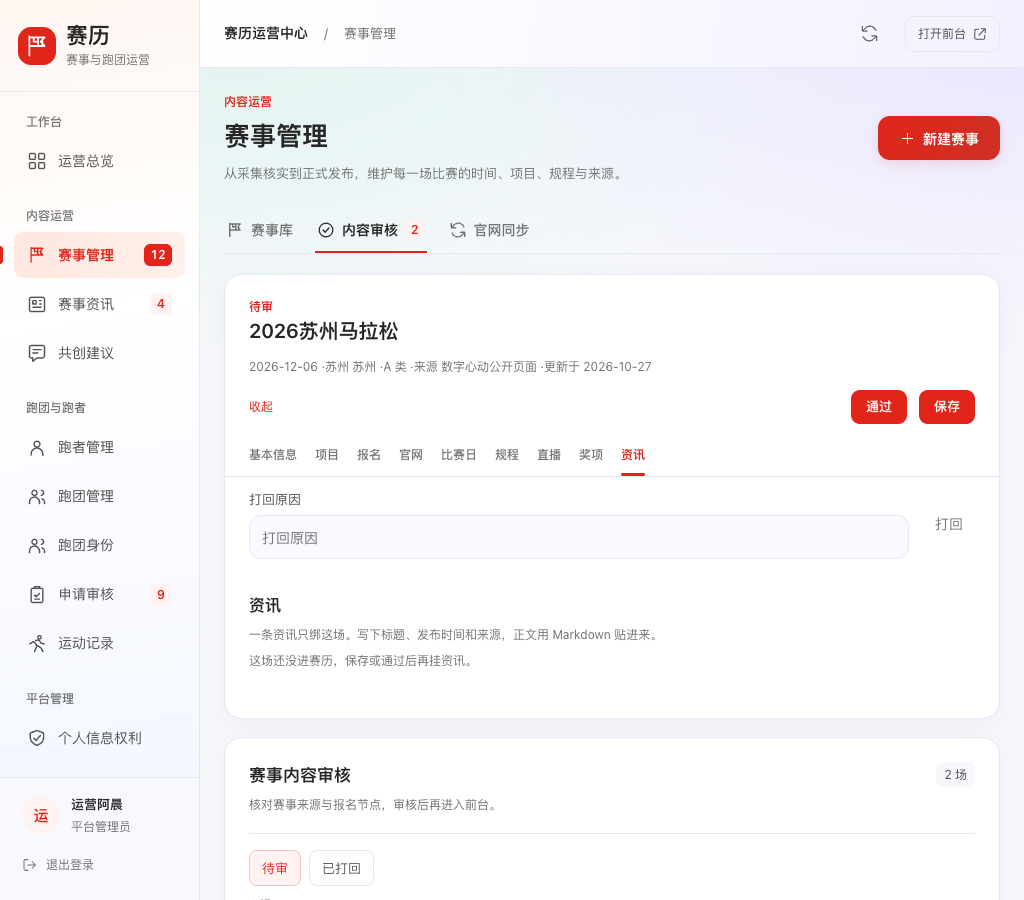 赛历
赛事与跑团运营
工作台
运营总览
内容运营
赛事管理 12
赛事资讯 4
共创建议
跑团与跑者
跑者管理
跑团管理
跑团身份
申请审核 9
运动记录
平台管理
个人信息权利
运 运营阿晨
平台管理员
退出登录
赛历运营中心 / 赛事管理
打开前台
内容运营
赛事管理
从采集核实到正式发布，维护每一场比赛的时间、项目、规程与来源。
新建赛事
赛事库 内容审核 2 官网同步
待审
2026苏州马拉松
2026-12-06 ·苏州 苏州 ·A 类 ·来源 数字心动公开页面 ·更新于 2026-10-27
收起 通过 保存
基本信息 项目 报名 官网 比赛日 规程 直播 奖项 资讯
打回原因
打回原因 打回
资讯
一条资讯只绑这场。写下标题、发布时间和来源，正文用 Markdown 贴进来。
这场还没进赛历，保存或通过后再挂资讯。
赛事内容审核 2 场
核对赛事来源与报名节点，审核后再进入前台。
待审 已打回